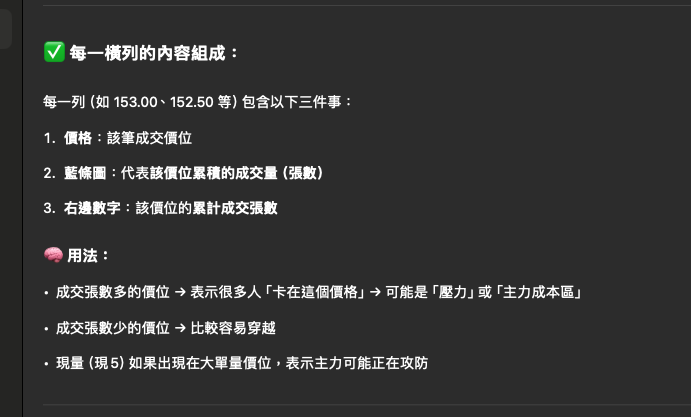 ✅ 每一橫列的內容組成：
每一列（如 153.00、152.50 等）包含以下三件事：
1. 價格：該筆成交價位
2. 藍條圖：代表該價位累積的成交量（張數）
3. 右邊數字：該價位的累計成交張數
🧠 用法：
• 成交張數多的價位 → 表示很多人「卡在這個價格」→ 可能是「壓力」或「主力成本區」
• 成交張數少的價位 → 比較容易穿越
• 現量（現5）如果出現在大單量價位，表示主力可能正在攻防